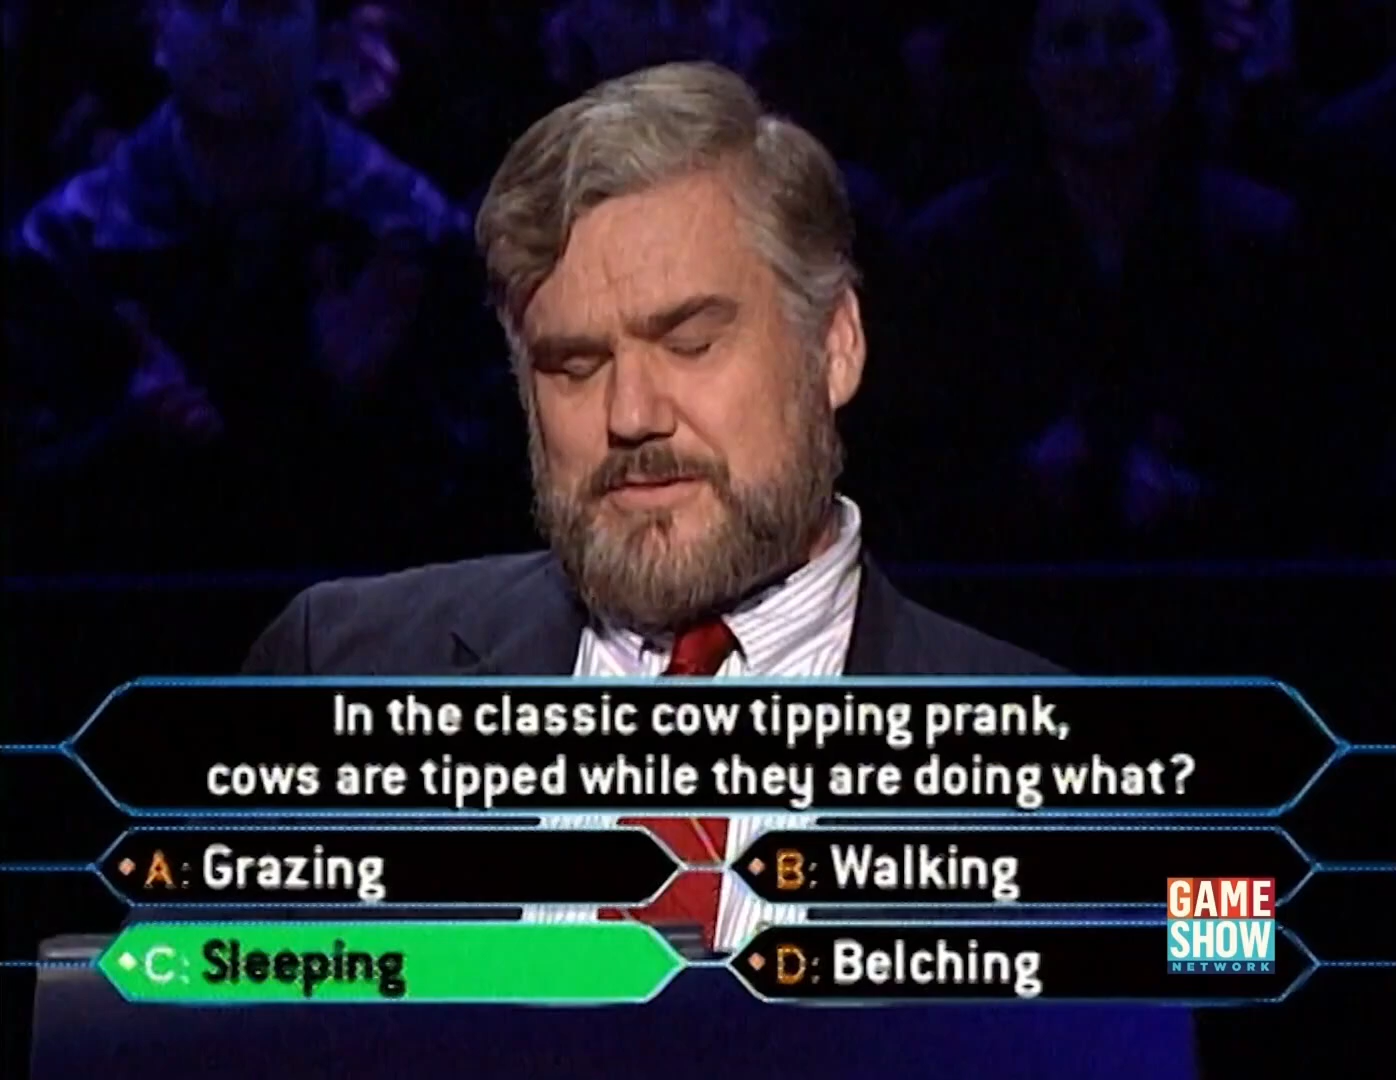 In the classic cow tipping prank,
cows are tipped while they are doing what?
A: Grazing
B: Walking
C: Sleeping
D: Belching
GAME
SHOW
NETWORK